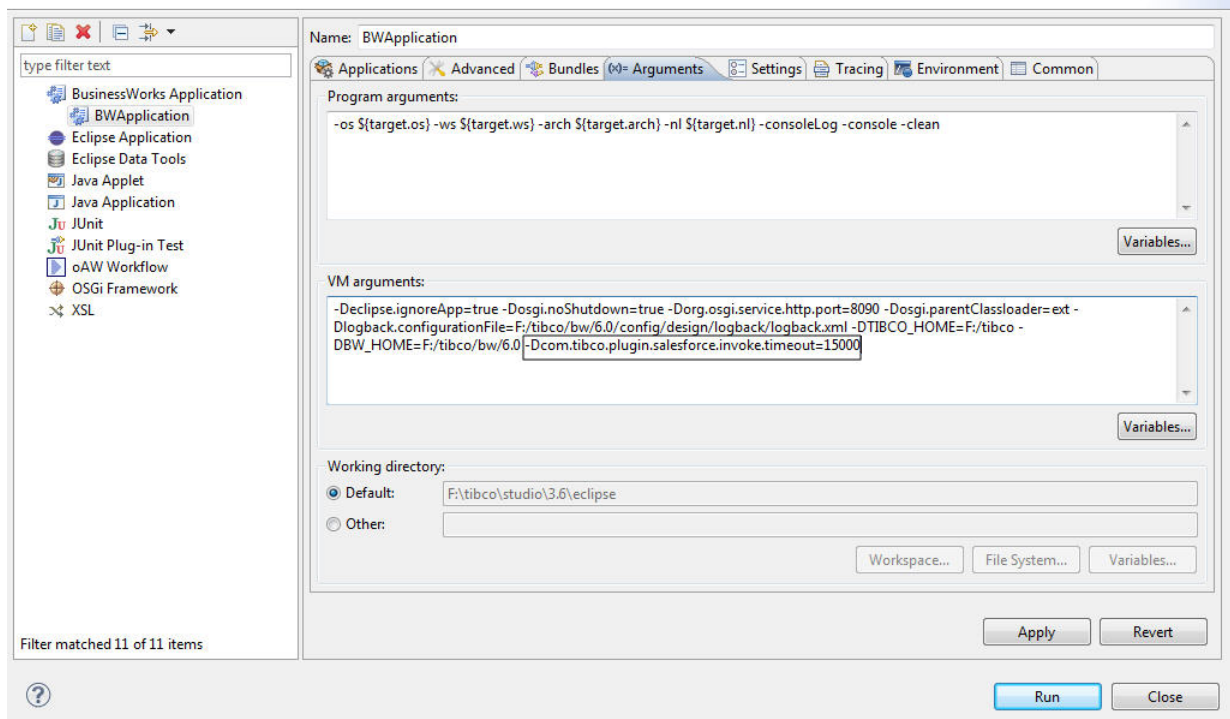 type filter text
BusinessWorks Application
BWApplication
Eclipse Application
Eclipse Data Tools
Java Applet
Java Application
Ju JUnit
Jü JUnit Plug-in Test
oAW Workflow
OSGi Framework
XSL
Filter matched 11 of 11 items
Name: BWApplication
Applications Advanced Bundles (x)= Arguments Settings Tracing Environment Common
Program arguments:
-os ${target.os} -ws ${target.ws} -arch ${target.arch} -nl ${target.nl} -consoleLog -console -clean
Variables...
VM arguments:
-Declipse.ignoreApp=true -Dosgi.noShutdown=true -Dorg.osgi.service.http.port=8090 -Dosgi.parentClassloader=ext -
Dlogback.configurationFile=F:/tibco/bw/6.0/config/design/logback/logback.xml -DTIBCO_HOME=F:/tibco -
DBW_HOME=F:/tibco/bw/6.0 -Dcom.tibco.plugin.salesforce.invoke.timeout=15000
Variables...
Working directory:
Default: F:\tibco\studio\3.6\eclipse
Other:
Workspace... File System... Variables...
Apply Revert
? Run Close